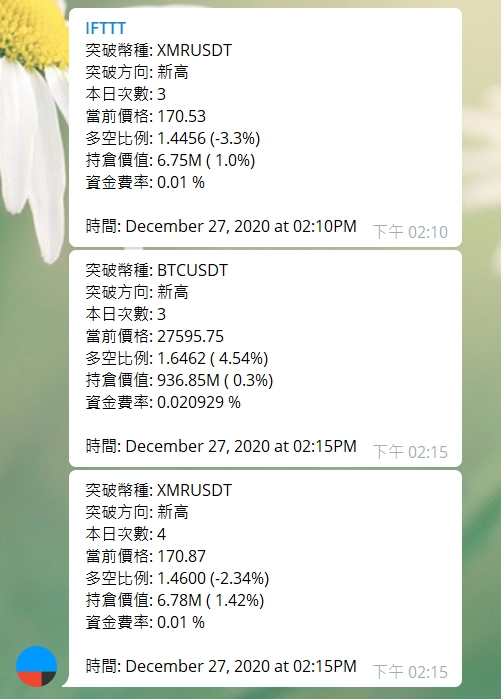 IFTTT
突破幣種: XMRUSDT
突破方向: 新高
本日次數: 3
當前價格: 170.53
多空比例: 1.4456 (-3.3%)
持倉價值: 6.75M ( 1.0%)
資金費率: 0.01 %
時間: December 27, 2020 at 02:10PM
下午 02:10
突破幣種: BTCUSDT
突破方向: 新高
本日次數: 3
當前價格: 27595.75
多空比例: 1.6462 ( 4.54%)
持倉價值: 936.85M ( 0.3%)
資金費率: 0.020929 %
時間: December 27, 2020 at 02:15PM
下午 02:15
突破幣種: XMRUSDT
突破方向: 新高
本日次數: 4
當前價格: 170.87
多空比例: 1.4600 (-2.34%)
持倉價值: 6.78M ( 1.42%)
資金費率: 0.01 %
時間: December 27, 2020 at 02:15PM
下午 02:15